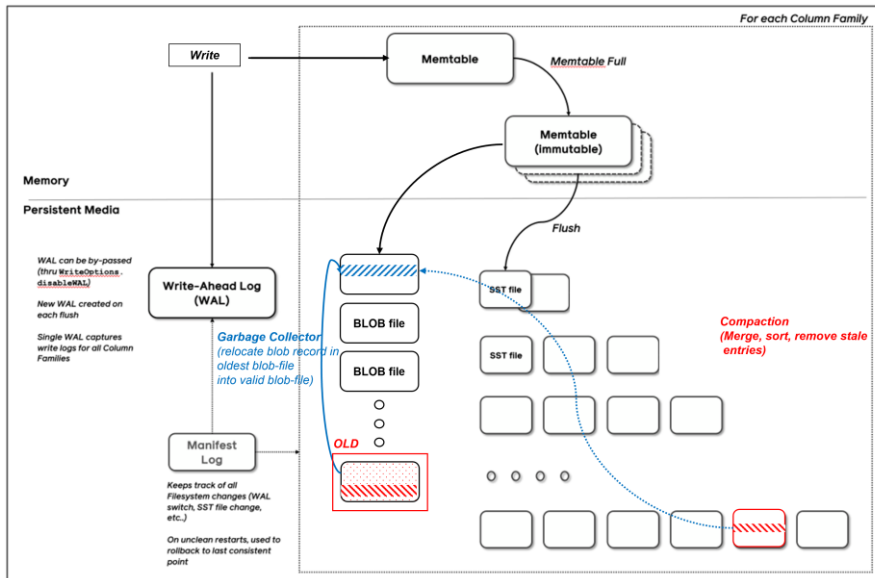 For each Column Family
Write
Memtable
Memtable Full
Memtable
(immutable)
Memory
Persistent Media
Flush
WAL can be by-passed
(thru WriteOptions.
disableWAL)
New WAL created on
each flush
Single WAL captures
write logs for all Column
Families
Write-Ahead Log
(WAL)
Garbage Collector
(relocate blob record in
oldest blob-file
into valid blob-file)
BLOB file
BLOB file
SST file
SST file
Compaction
(Merge, sort, remove stale
entries)
OLD
Manifest
Log
Keeps track of all
Filesystem changes (WAL
switch, SST file change,
etc..)
On unclean restarts, used to
rollback to last consistent
point